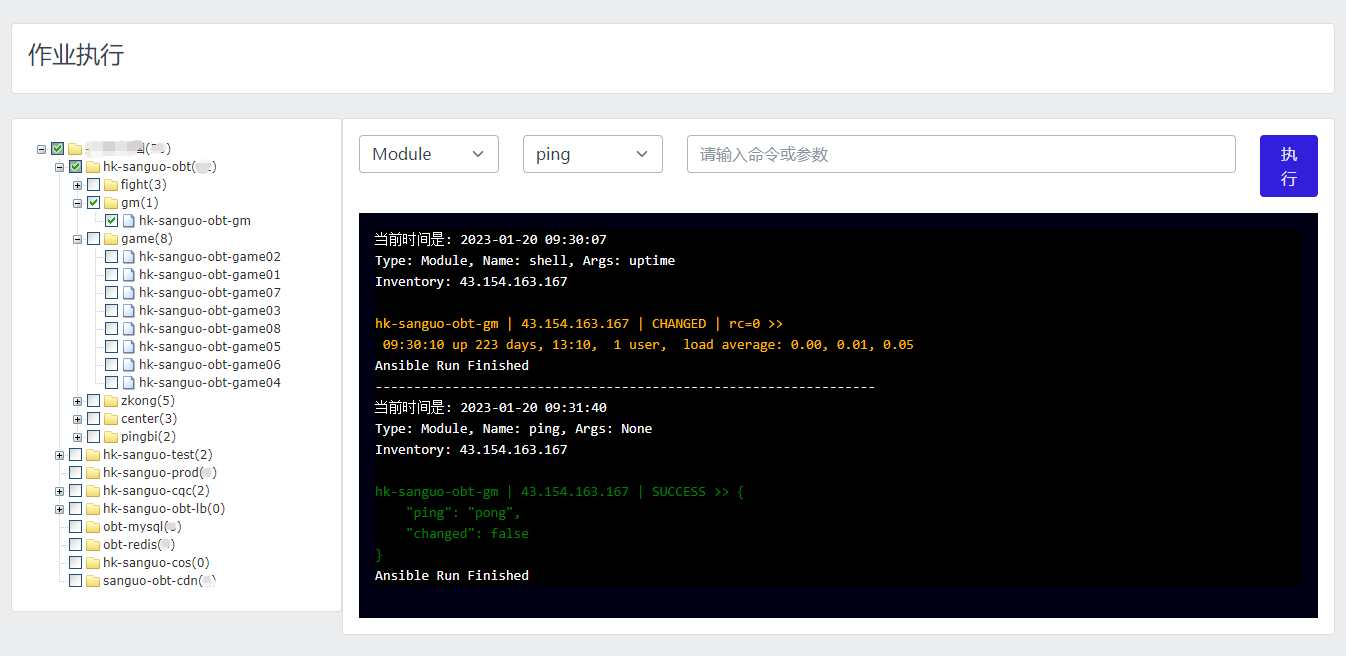 作业执行
hk-sanguo-obt(
fight(3)
gm(1)
hk-sanguo-obt-gm
game(8)
hk-sanguo-obt-game02
hk-sanguo-obt-game01
hk-sanguo-obt-game07
hk-sanguo-obt-game03
hk-sanguo-obt-game08
hk-sanguo-obt-game05
hk-sanguo-obt-game06
hk-sanguo-obt-game04
zkong(5)
center(3)
pingbi(2)
hk-sanguo-test(2)
hk-sanguo-prod( )
hk-sanguo-cqc(2)
hk-sanguo-obt-lb(0)
obt-mysql( )
obt-redis( )
hk-sanguo-cos(0)
sanguo-obt-cdn( )
Module
ping
请输入命令或参数
执
行
当前时间是: 2023-01-20 09:30:07
Type: Module, Name: shell, Args: uptime
Inventory: 43.154.163.167
hk-sanguo-obt-gm | 43.154.163.167 | CHANGED | rc=0 >>
09:30:10 up 223 days, 13:10,  1 user,  load average: 0.00, 0.01, 0.05
Ansible Run Finished
-----------------------------------------------------------------
当前时间是: 2023-01-20 09:31:40
Type: Module, Name: ping, Args: None
Inventory: 43.154.163.167
hk-sanguo-obt-gm | 43.154.163.167 | SUCCESS >> {
"ping": "pong",
"changed": false
}
Ansible Run Finished